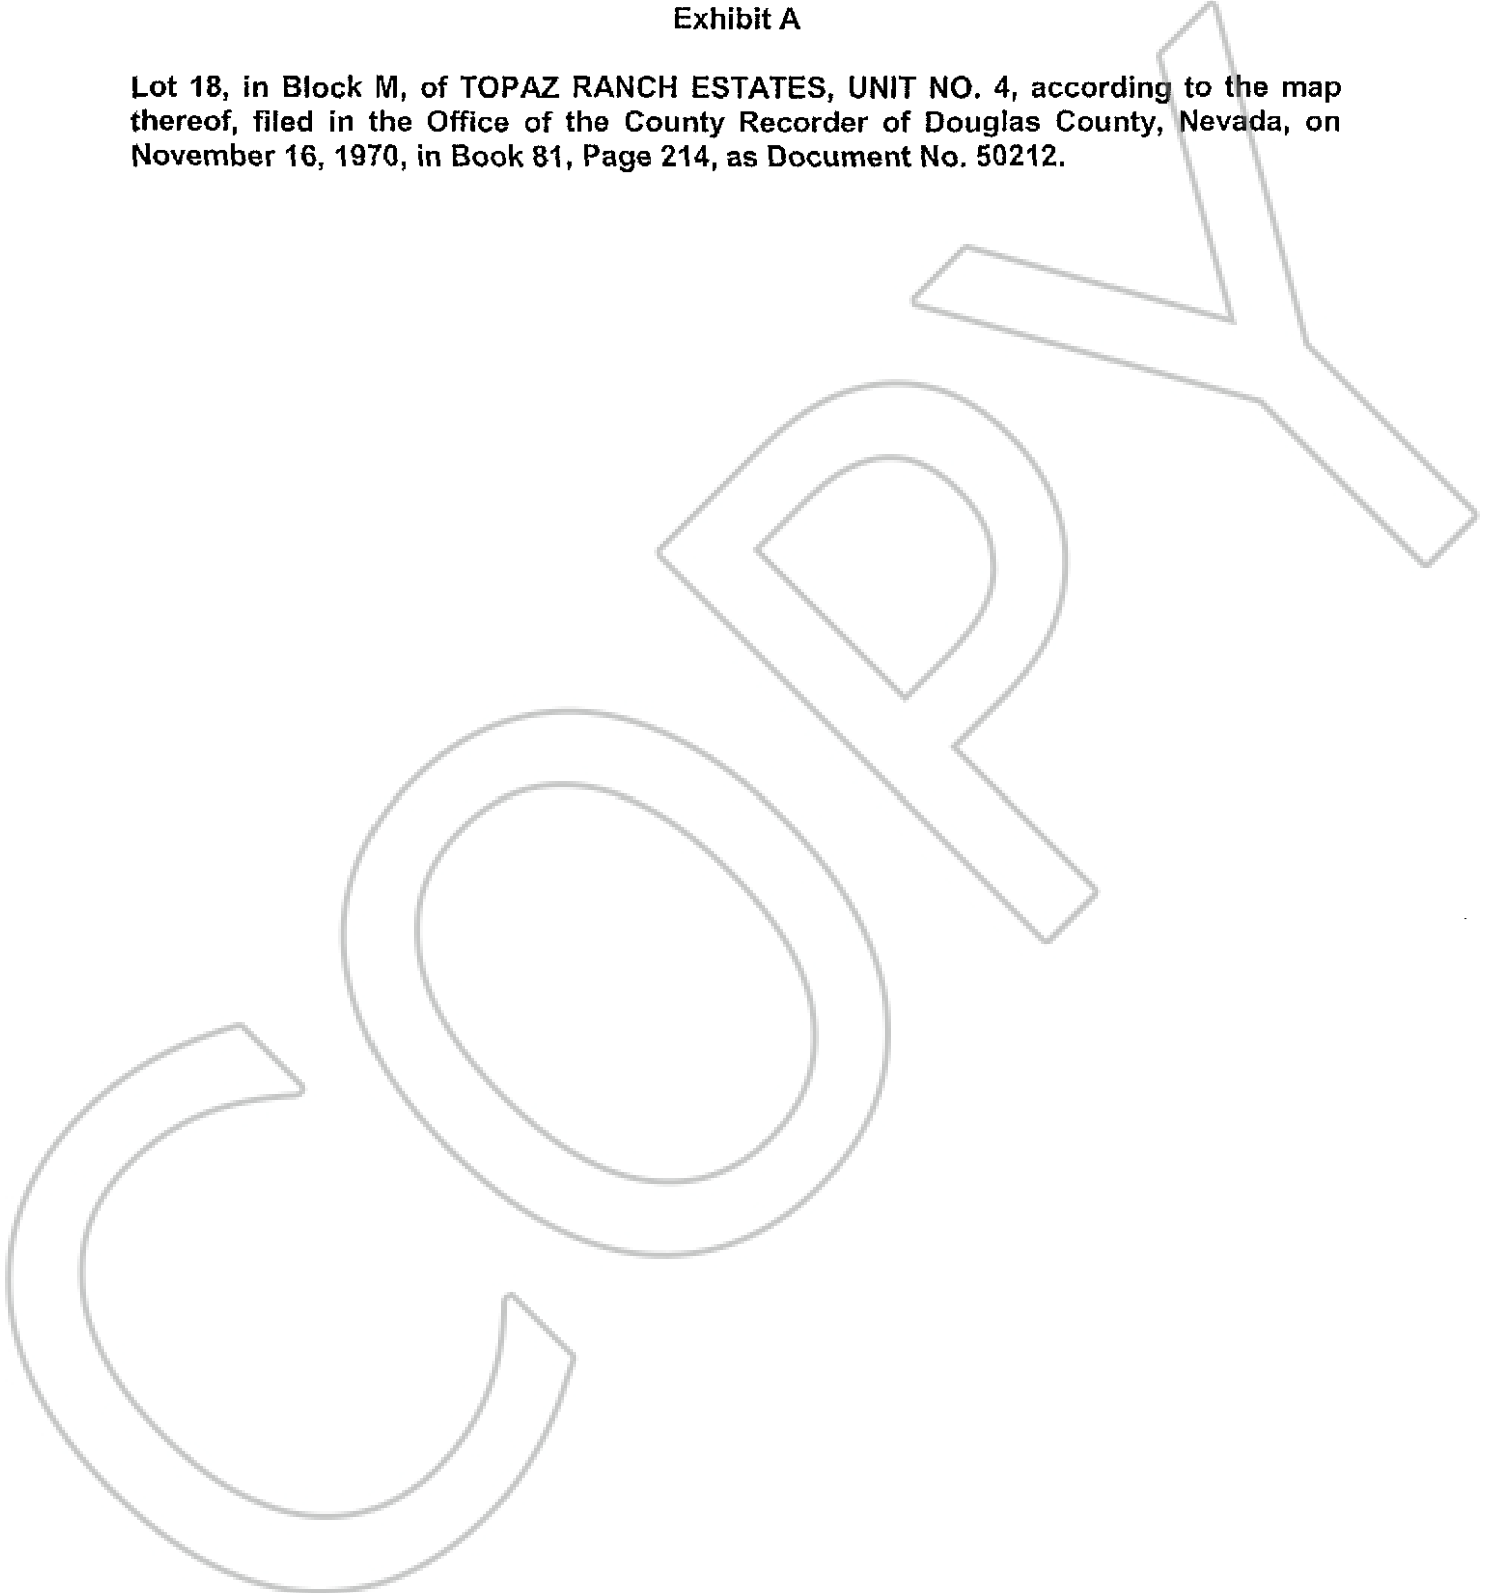 Exhibit A
Lot 18, in Block M, of TOPAZ RANCH ESTATES, UNIT NO. 4, according to the map
thereof, filed in the Office of the County Recorder of Douglas County, Nevada, on
November 16, 1970, in Book 81, Page 214, as Document No. 50212.
COPY